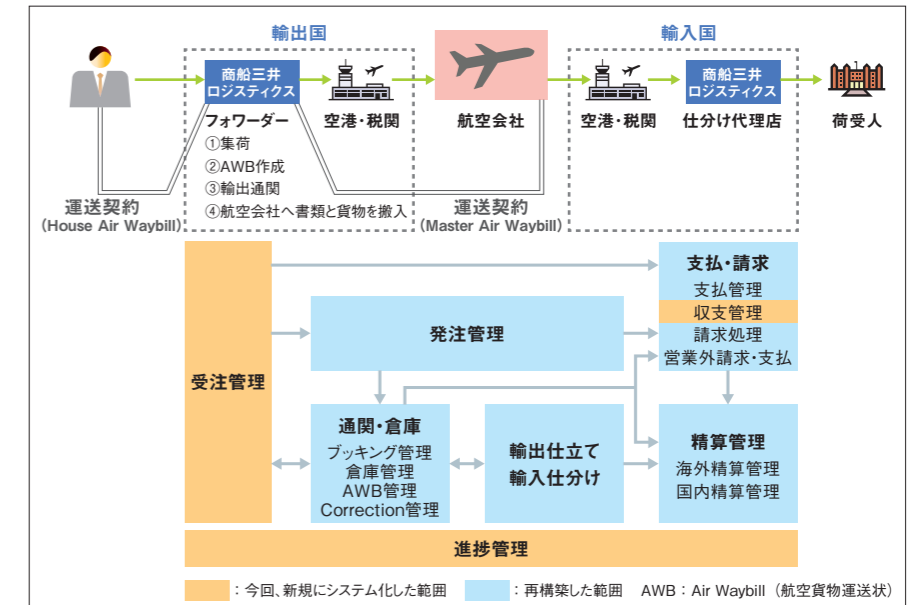 輸出国
輸入国
商船三井
ロジスティクス
商船三井
ロジスティクス
フォワーダー
空港・税関
航空会社
空港・税関
仕分け代理店
荷受人
①集荷
②AWB作成
③輸出通関
④航空会社へ書類と貨物を搬入
運送契約
(House Air Waybill)
運送契約
(Master Air Waybill)
受注管理
発注管理
支払・請求
支払管理
収支管理
請求処理
営業外請求・支払
通関・倉庫
ブッキング管理
倉庫管理
AWB管理
Correction管理
輸出仕立て
輸入仕分け
精算管理
海外精算管理
国内精算管理
進捗管理
：今回、新規にシステム化した範囲　：再構築した範囲　AWB：Air Waybill（航空貨物運送状）